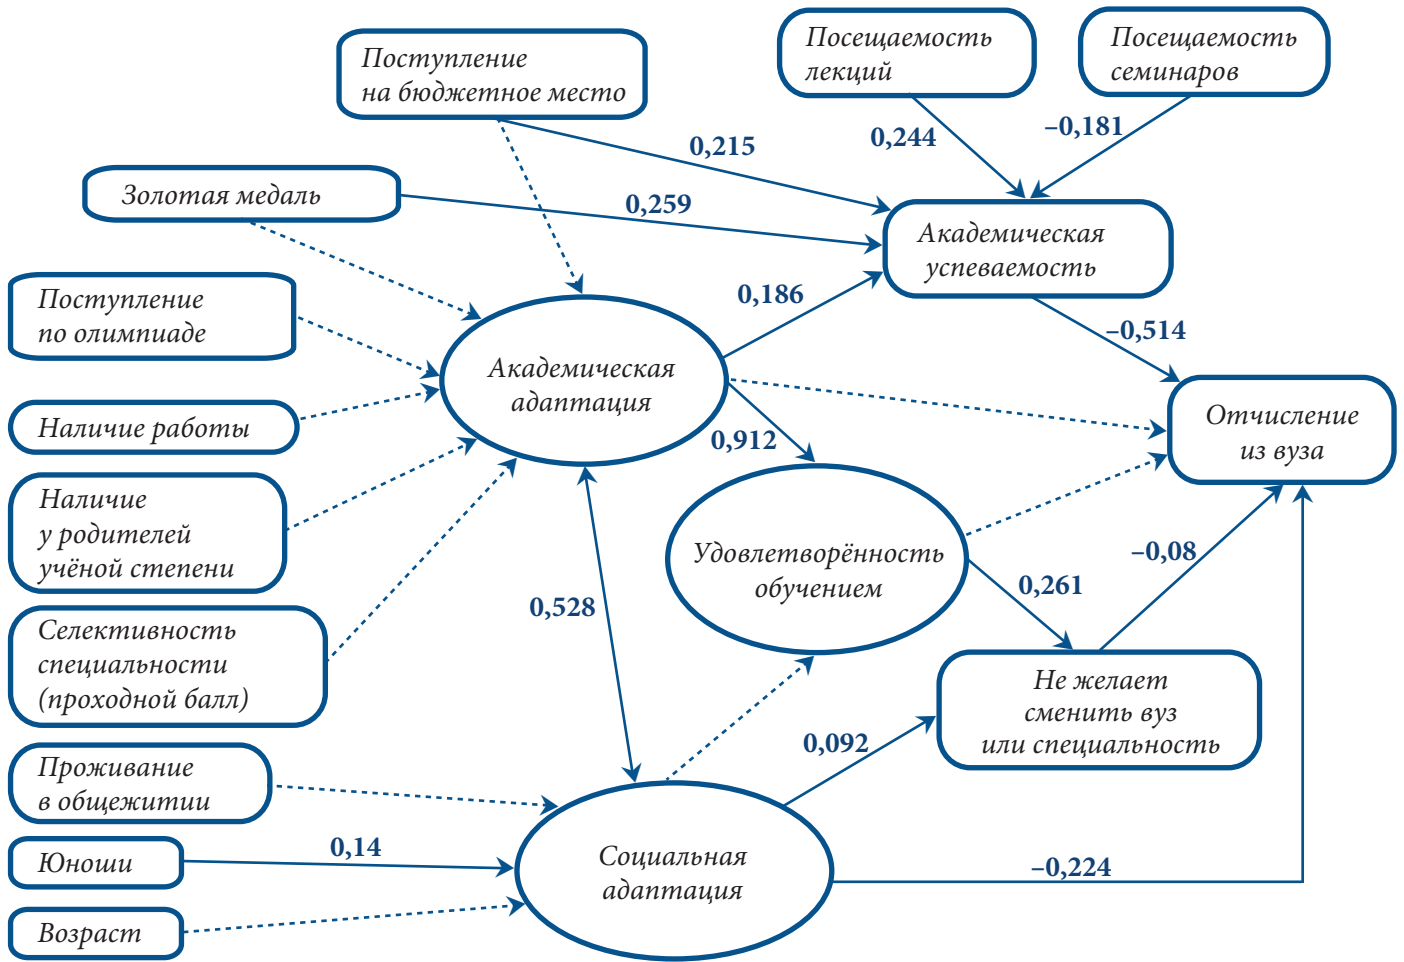 Поступление
на бюджетное место
Посещаемость
лекций
Посещаемость
семинаров
0,215
0,244
–0,181
Золотая медаль
0,259
Академическая
успеваемость
Поступление
по олимпиаде
0,186
–0,514
Академическая
адаптация
Наличие работы
0,912
Отчисление
из вуза
Наличие
у родителей
учёной степени
Удовлетворённость
обучением
–0,08
0,261
0,528
Селективность
специальности
(проходной балл)
Не желает
сменить вуз
или специальность
0,092
Проживание
в общежитии
0,14
Юноши
Социальная
адаптация
–0,224
Возраст